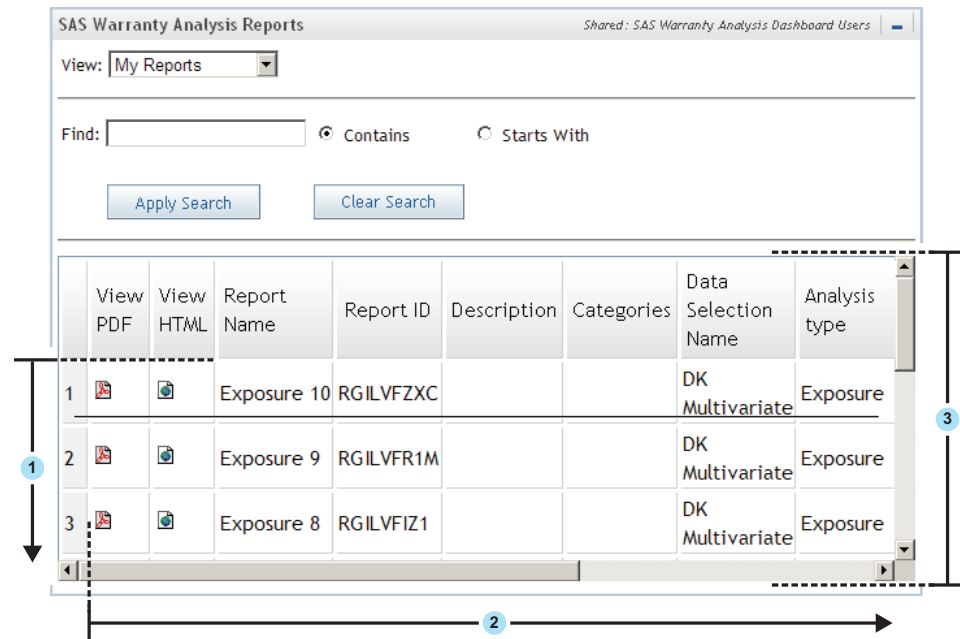 SAS Warranty Analysis Reports
Shared: SAS Warranty Analysis Dashboard Users
View: My Reports
Find:
Contains
Starts With
Apply Search
Clear Search
View PDF
View HTML
Report Name
Report ID
Description
Categories
Data Selection Name
Analysis type
1
Exposure 10
RGILVFZXC
DK Multivariate
Exposure
2
Exposure 9
RGILVFR1M
DK Multivariate
Exposure
3
Exposure 8
RGILVFIZ1
DK Multivariate
Exposure
1
2
3